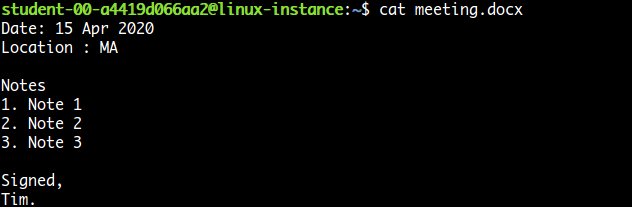 student-00-a4419d066aa2@linux-instance:~$ cat meeting.docx
Date: 15 Apr 2020
Location : MA
Notes
1. Note 1
2. Note 2
3. Note 3
Signed,
Tim.